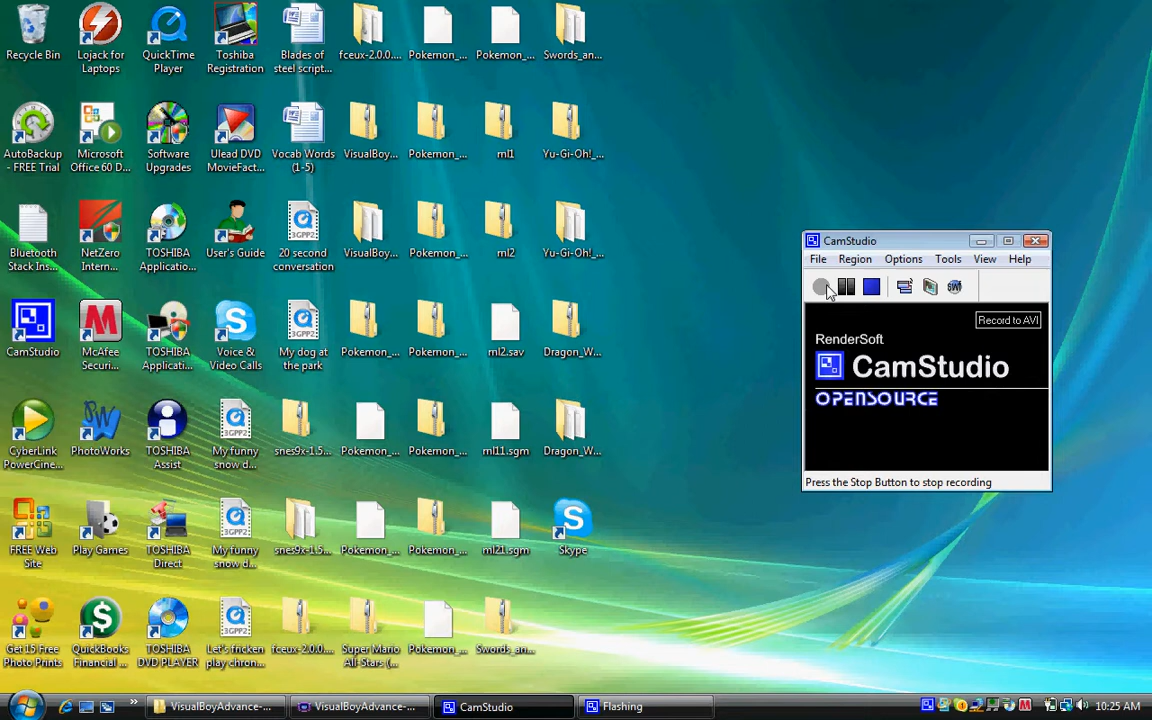 Recycle Bin
Lojack for
Laptops
QuickTime
Player
Toshiba
Registration
Blades of
steel script...
fceux-2.0.0....
Pokemon_...
Pokemon_...
Swords_an...
AutoBackup
- FREE Trial
Microsoft
Office 60 D...
Software
Upgrades
Ulead DVD
MovieFact...
Vocab Words
(1-5)
VisualBoy...
Pokemon_...
rnl1
Yu-Gi-Oh!_...
Bluetooth
Stack Ins...
NetZero
Intern...
TOSHIBA
Applicatio...
User's Guide
20 second
conversation
VisualBoy...
Pokemon_...
rnl2
Yu-Gi-Oh!_...
CamStudio
McAfee
Securi...
TOSHIBA
Applicati...
Voice &
Video Calls
My dog at
the park
Pokemon_...
Pokemon_...
rnl2.sav
Dragon_W...
CyberLink
PowerCine...
PhotoWorks
TOSHIBA
Assist
My funny
snow d...
snes9x-1.5...
Pokemon_...
Pokemon_...
rnl11.sgm
Dragon_W...
FREE Web
Site
Play Games
TOSHIBA
Direct
My funny
snow d...
snes9x-1.5...
Pokemon_...
Pokemon_...
rnl21.sgm
Skype
Get 15 Free
Photo Prints
QuickBooks
Financial ...
TOSHIBA
DVD PLAYER
Let's fricken
play chron...
fceux-2.0.0...
Super Mario
All-Stars (...
Pokemon_...
Swords_an...
CamStudio
File Region Options Tools View Help
Record to AVI
RenderSoft
CamStudio
OPENSOURCE
Press the Stop Button to stop recording
VisualBoyAdvance-...
VisualBoyAdvance-...
CamStudio
Flashing
10:25 AM